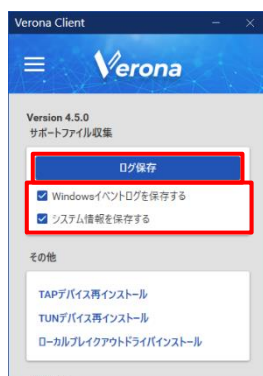 Verona Client
Verona
Version 4.5.0
サポートファイル収集
ログ保存
Windowsイベントログを保存する
システム情報を保存する
その他
TAPデバイス再インストール
TUNデバイス再インストール
ローカルブレイクアウトドライバインストール